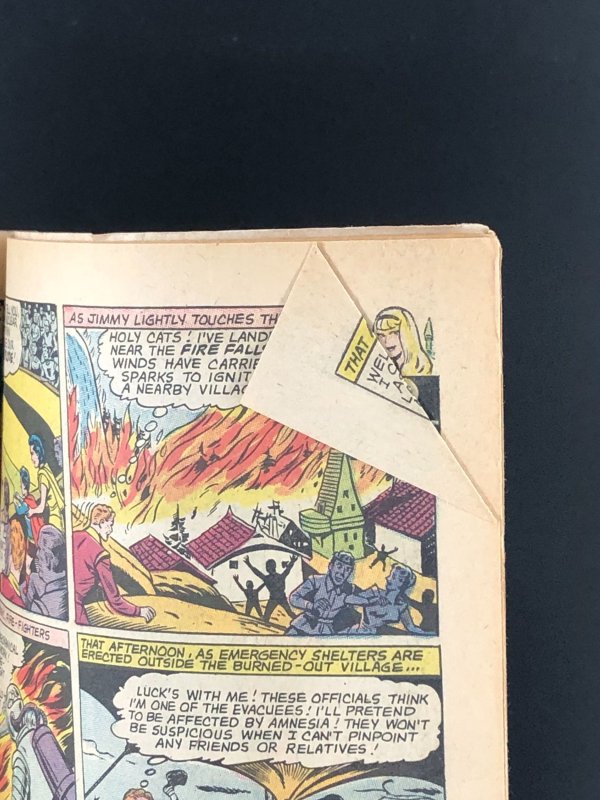 AS JIMMY LIGHTLY TOUCHES TH
HOLY CATS! I'VE LAND
NEAR THE FIRE FALL
WINDS HAVE CARRIE
SPARKS TO IGNIT
A NEARBY VILLAG
THAT
WEL
I C
FIRE-FIGHTERS
THAT AFTERNOON, AS EMERGENCY SHELTERS ARE
ERECTED OUTSIDE THE BURNED-OUT VILLAGE...
LUCK'S WITH ME! THESE OFFICIALS THINK
I'M ONE OF THE EVACUEES! I'LL PRETEND
TO BE AFFECTED BY AMNESIA! THEY WON'T
BE SUSPICIOUS WHEN I CAN'T PINPOINT
ANY FRIENDS OR RELATIVES!